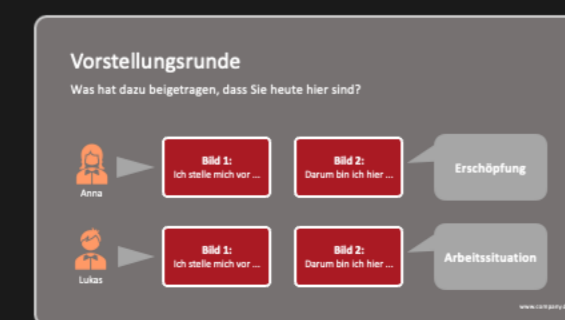 Vorstellungsrunde
Was hat dazu beigetragen, dass Sie heute hier sind?
Bild 1:
Ich stelle mich vor ...
Bild 2:
Darum bin ich hier ...
Erschöpfung
Anna
Bild 1:
Ich stelle mich vor ...
Bild 2:
Darum bin ich hier ...
Arbeitssituation
Lukas